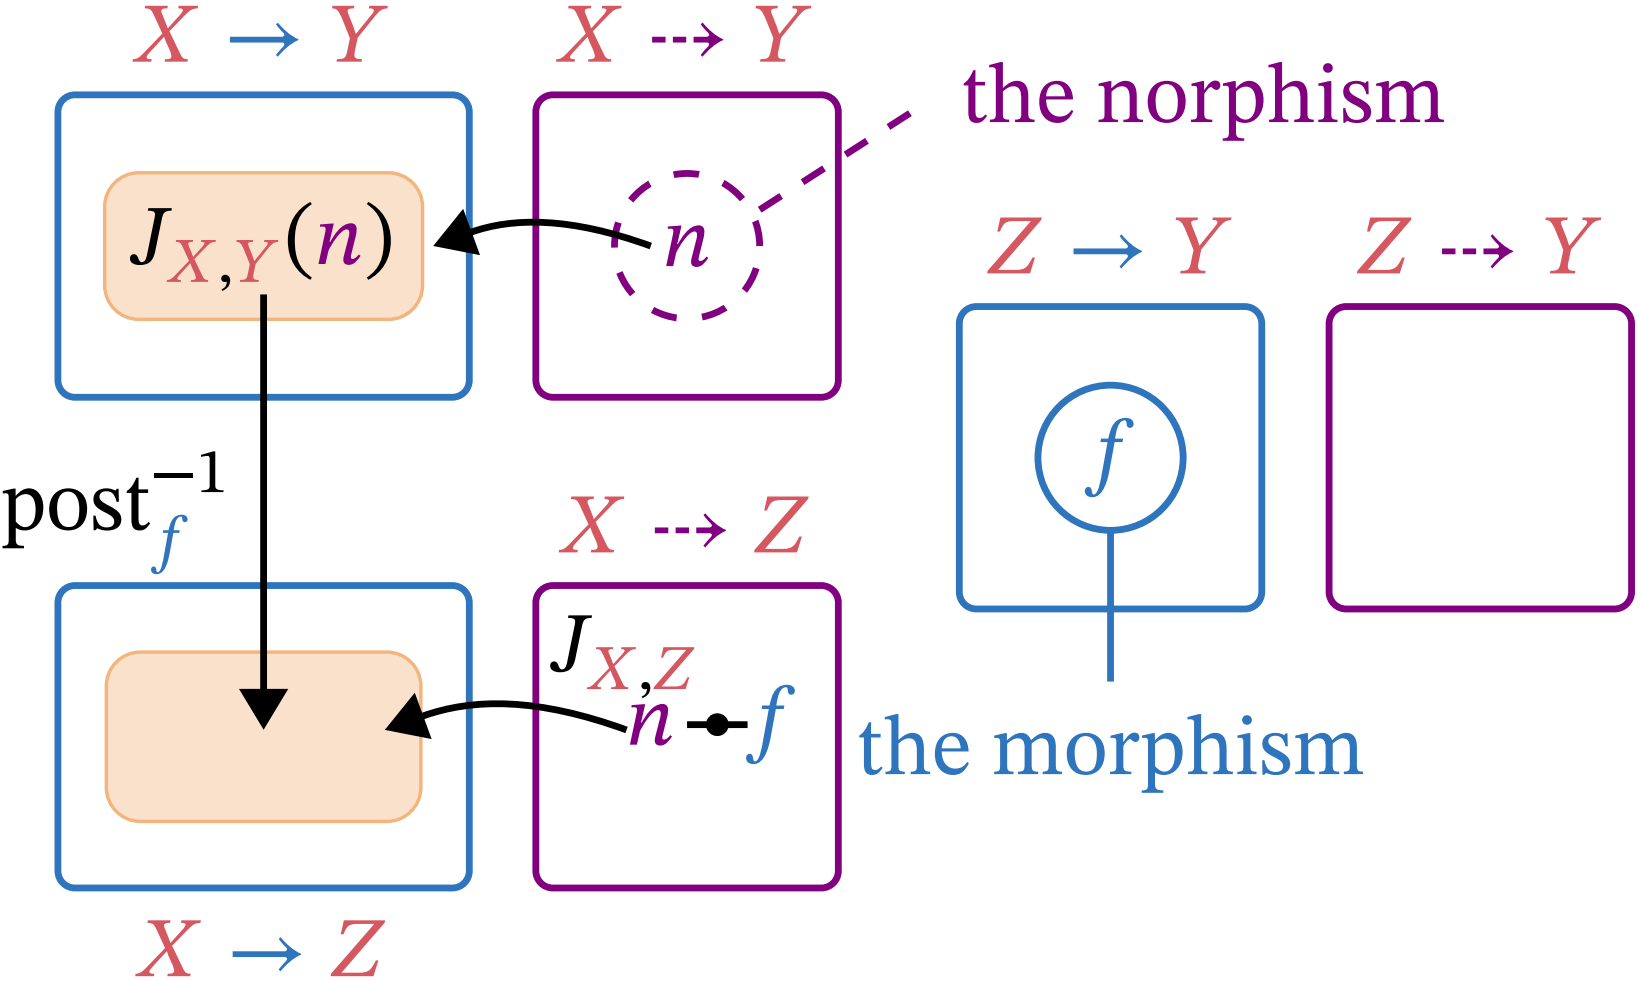 X → Y
X ⇢ Y
the norphism
J_{X,Y}(n)
n
Z → Y
Z ⇢ Y
f
post_f^{−1}
X ⇢ Z
J_{X,Z}
n ⏤●⏤ f
the morphism
X → Z